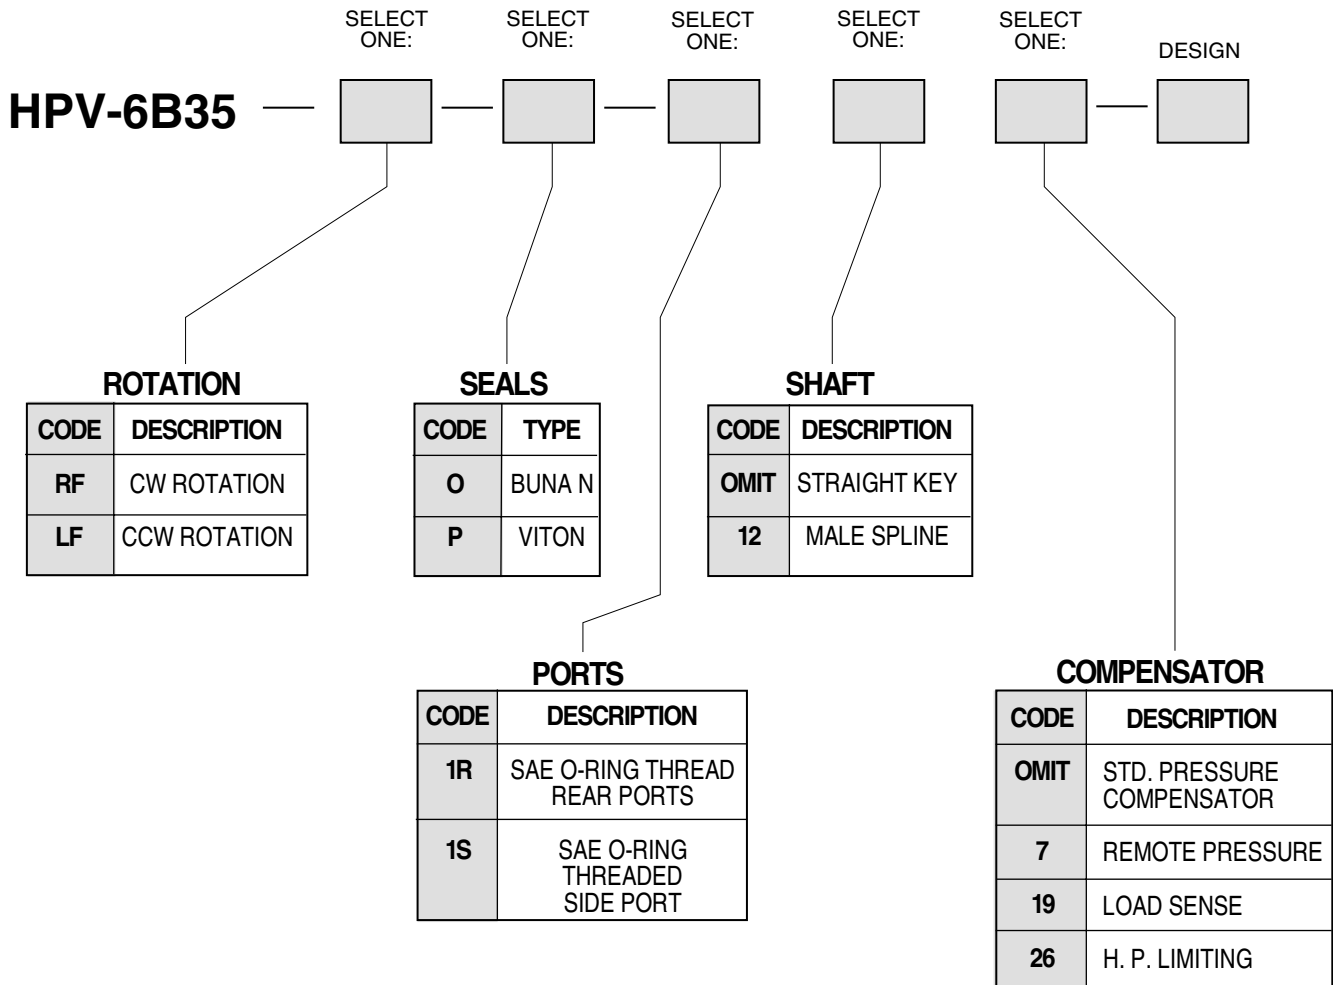 SELECT
ONE:
SELECT
ONE:
SELECT
ONE:
SELECT
ONE:
SELECT
ONE:
DESIGN
HPV-6B35
ROTATION
CODE DESCRIPTION
RF CW ROTATION
LF CCW ROTATION
SEALS
CODE TYPE
O BUNA N
P VITON
SHAFT
CODE DESCRIPTION
OMIT STRAIGHT KEY
12 MALE SPLINE
PORTS
CODE DESCRIPTION
1R SAE O-RING THREAD
REAR PORTS
1S SAE O-RING
THREADED
SIDE PORT
COMPENSATOR
CODE DESCRIPTION
OMIT STD. PRESSURE
COMPENSATOR
7 REMOTE PRESSURE
19 LOAD SENSE
26 H. P. LIMITING